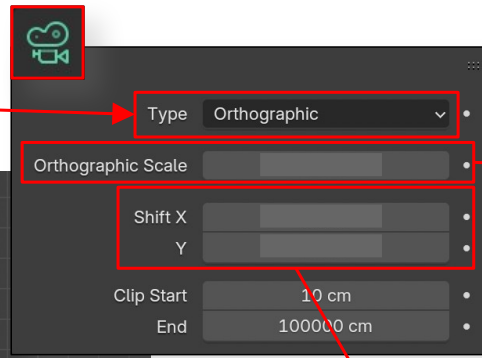 Type Orthographic
Orthographic Scale
Shift X
Y
Clip Start 10 cm
End 100000 cm